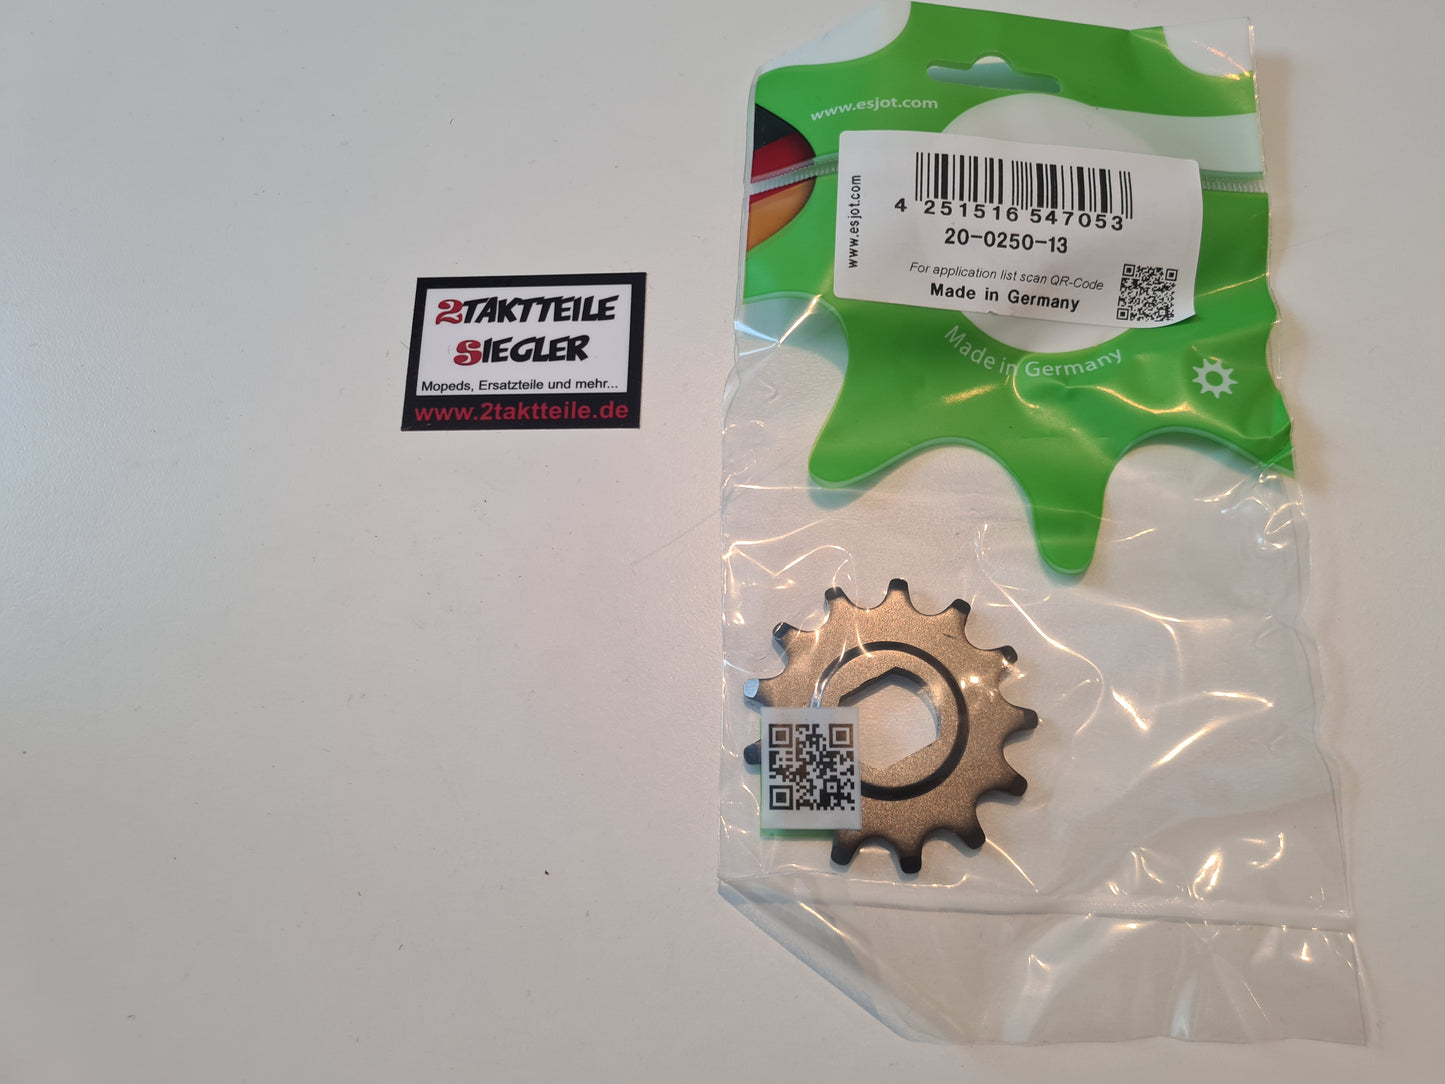 2TAKTTEILE
SIEGLER
Mopeds, Ersatzteile und mehr...
www.2taktteile.de
www.esjot.com
www.esjot.com
4 251516 547053
20-0250-13
For application list scan QR-Code
Made in Germany
Made in Germany